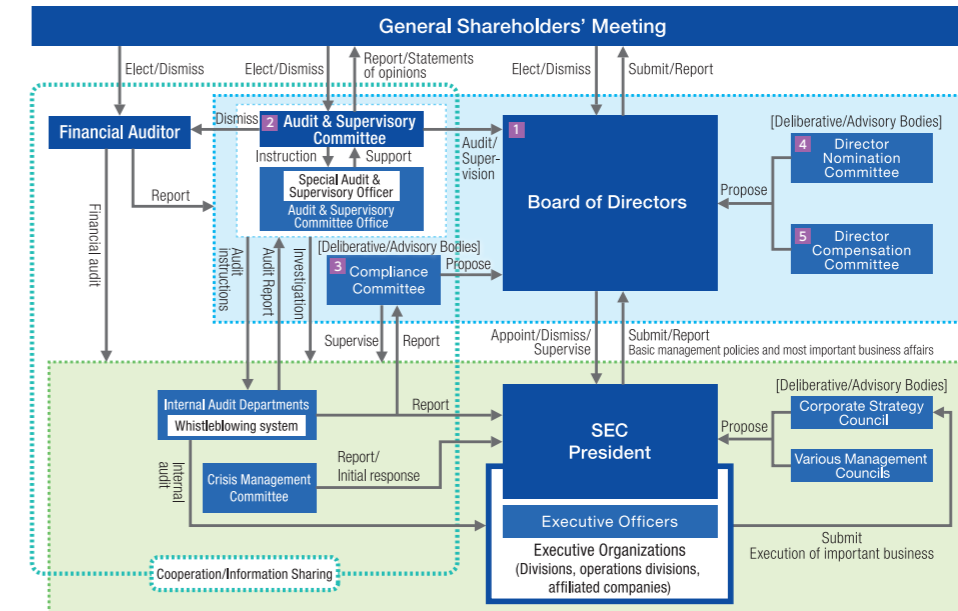 General Shareholders' Meeting
Elect/Dismiss
Elect/Dismiss
Report/Statements
of opinions
Elect/Dismiss
Submit/Report
Financial Auditor
Dismiss
2 Audit & Supervisory
Committee
Instruction
Support
Special Audit &
Supervisory Officer
Audit & Supervisory
Committee Office
Audit/
Super-
vision
1
Board of Directors
[Deliberative/Advisory Bodies]
4 Director
Nomination
Committee
Propose
5 Director
Compensation
Committee
Report
Financial audit
Audit
instructions
Audit Report
Investigation
[Deliberative/Advisory Bodies]
3 Compliance
Committee
Propose
Supervise
Report
Appoint/Dismiss/
Supervise
Submit/Report
Basic management policies and most important business affairs
Internal Audit Departments
Whistleblowing system
Report
SEC
President
[Deliberative/Advisory Bodies]
Corporate Strategy
Council
Propose
Various Management
Councils
Internal
audit
Crisis Management
Committee
Report/
Initial response
Executive Officers
Executive Organizations
(Divisions, operations divisions,
affiliated companies)
Submit
Execution of important business
Cooperation/Information Sharing